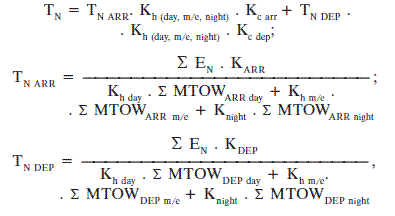 T_N = T_N ARR · K_h (day, m/e, night) · K_c arr + T_N DEP ·
· K_h (day, m/e, night) · K_c dep;
T_N ARR = Σ E_N · K_ARR
K_h day · Σ MTOW_ARR day + K_h m/e ·
· Σ MTOW_ARR m/e + K_night · Σ MTOW_ARR night ;
T_N DEP = Σ E_N · K_DEP
K_h day · Σ MTOW_DEP day + K_h m/e·
· Σ MTOW_DEP m/e + K_night · Σ MTOW_DEP night ,